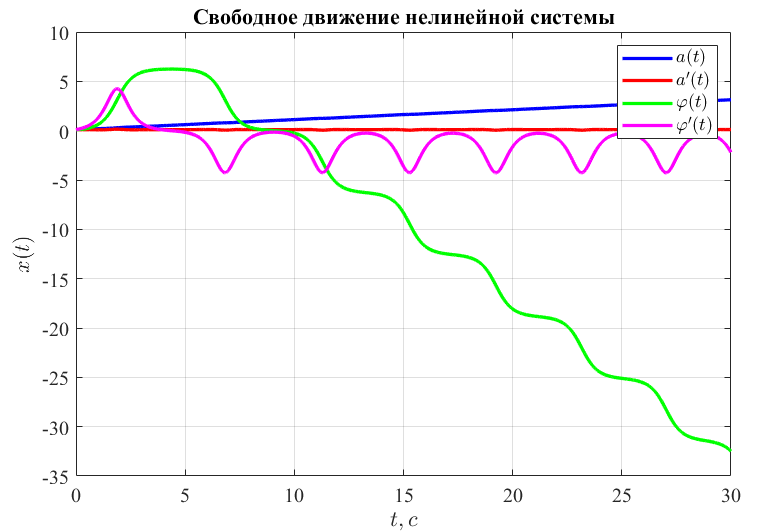 Свободное движение нелинейной системы
a(t)
a′(t)
φ(t)
φ′(t)
x(t)
10
5
0
-5
-10
-15
-20
-25
-30
-35
0 5 10 15 20 25 30
t, c